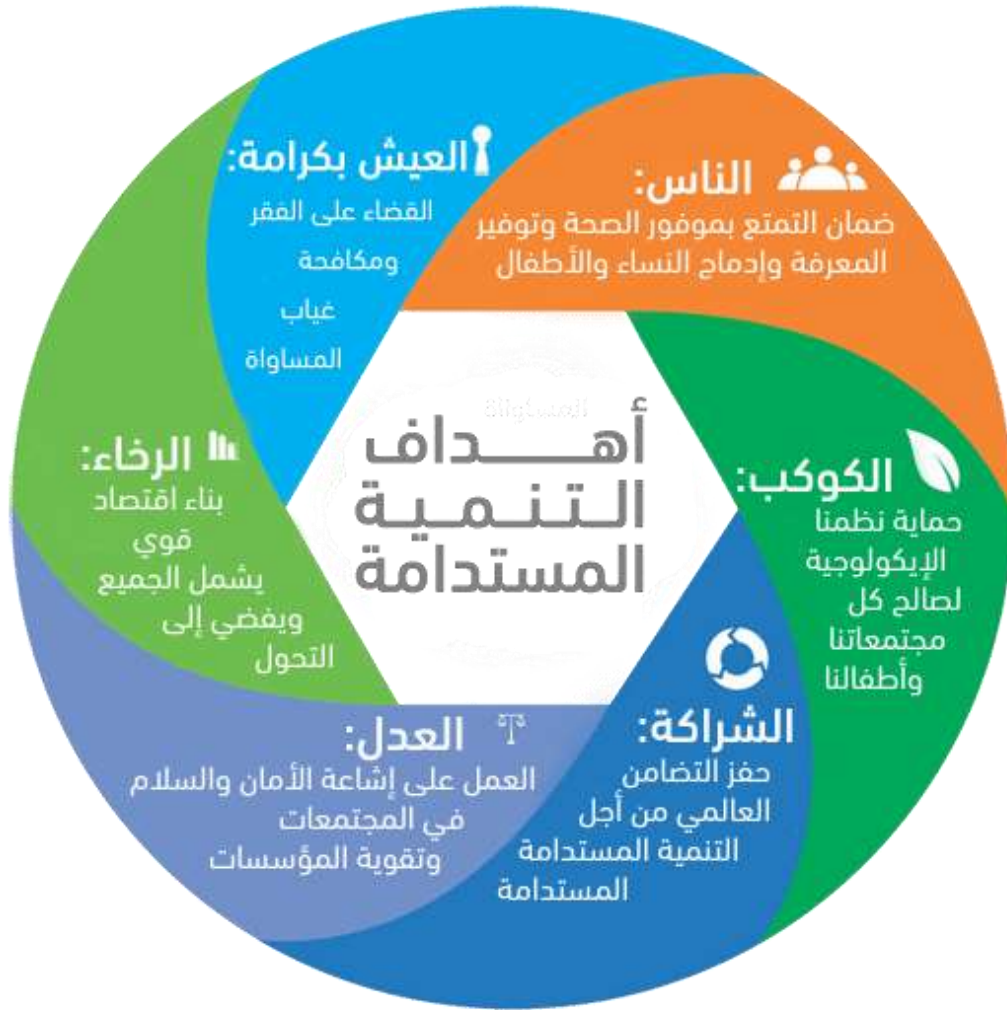 العيش بكرامة:
القضاء على الفقر
ومكافحة
غياب
المساواة
الناس:
ضمان التمتع بموفور الصحة وتوفير
المعرفة وإدماج النساء والأطفال
الكوكب:
حماية نظمنا
الإيكولوجية
لصالح كل
مجتمعاتنا
وأطفالنا
الشراكة:
حفز التضامن
العالمي من أجل
التنمية المستدامة
المستدامة
العدل:
العمل على إشاعة الأمان والسلام
في المجتمعات
وتقوية المؤسسات
الرخاء:
بناء اقتصاد
قوي
يشمل الجميع
ويفضي إلى
التحول
المساواة
أهـــداف
الـتـنـمـيـة
المستدامة